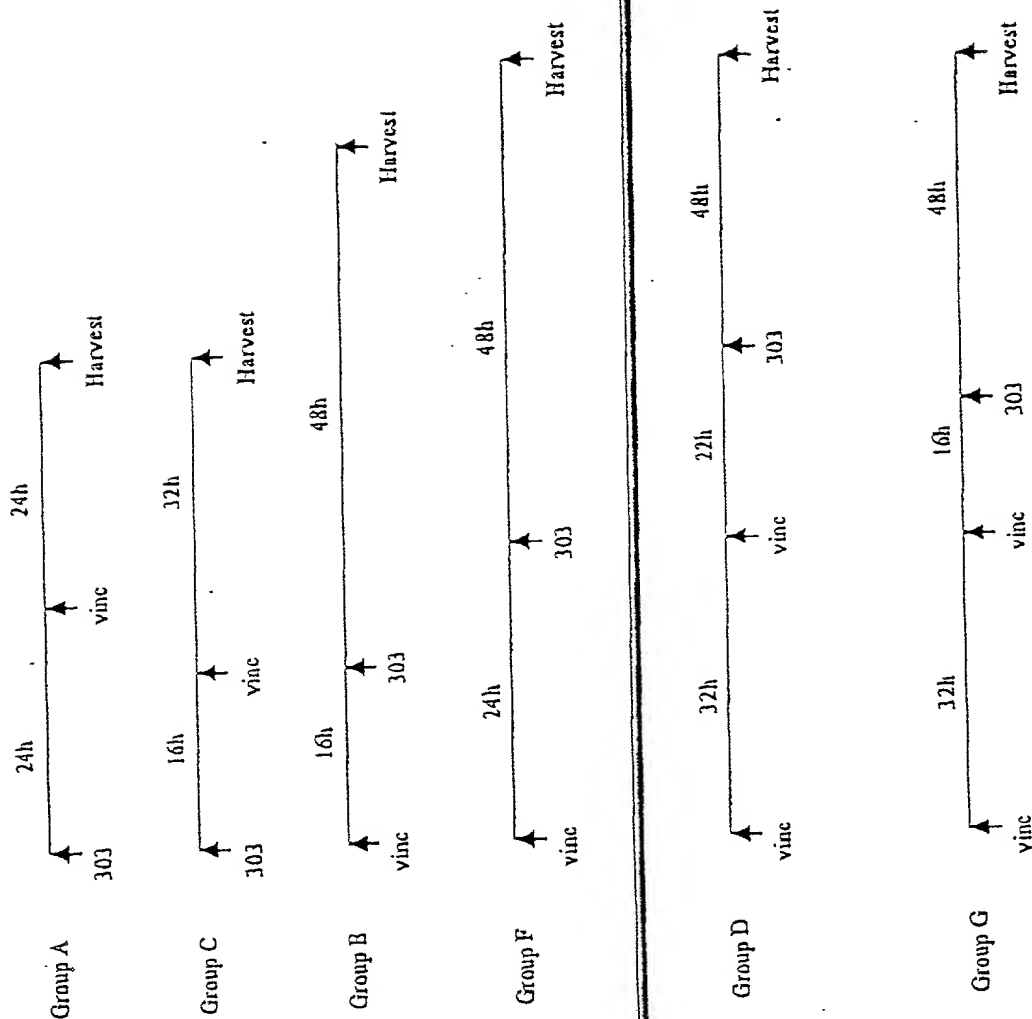 Group A
24h
24h
303
vinc
Harvest
Group C
16h
32h
303
vinc
Harvest
Group B
16h
48h
vinc
303
Harvest
Group F
24h
48h
vinc
303
Harvest
Group D
32h
22h
48h
vinc
vinc
303
Harvest
Group G
32h
16h
48h
vinc
vinc
303
Harvest